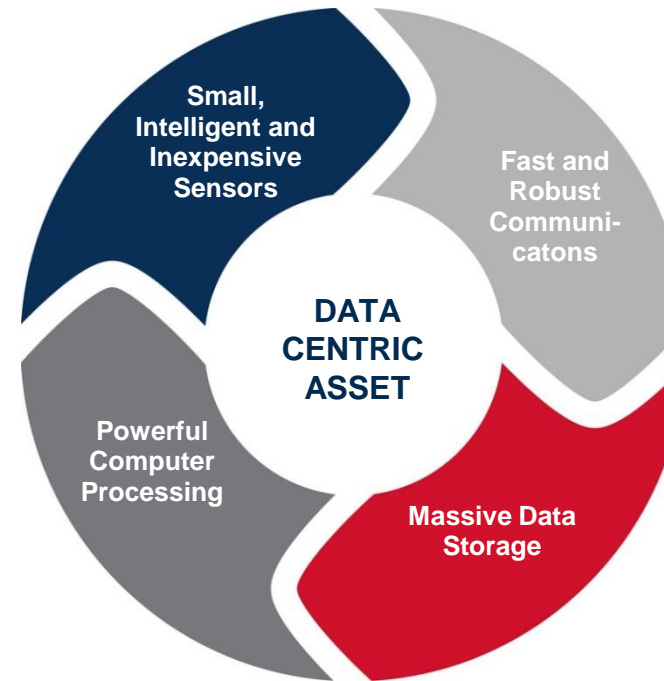 Small,
Intelligent and
Inexpensive
Sensors
Fast and
Robust
Communi-
catons
DATA
CENTRIC
ASSET
Powerful
Computer
Processing
Massive Data
Storage